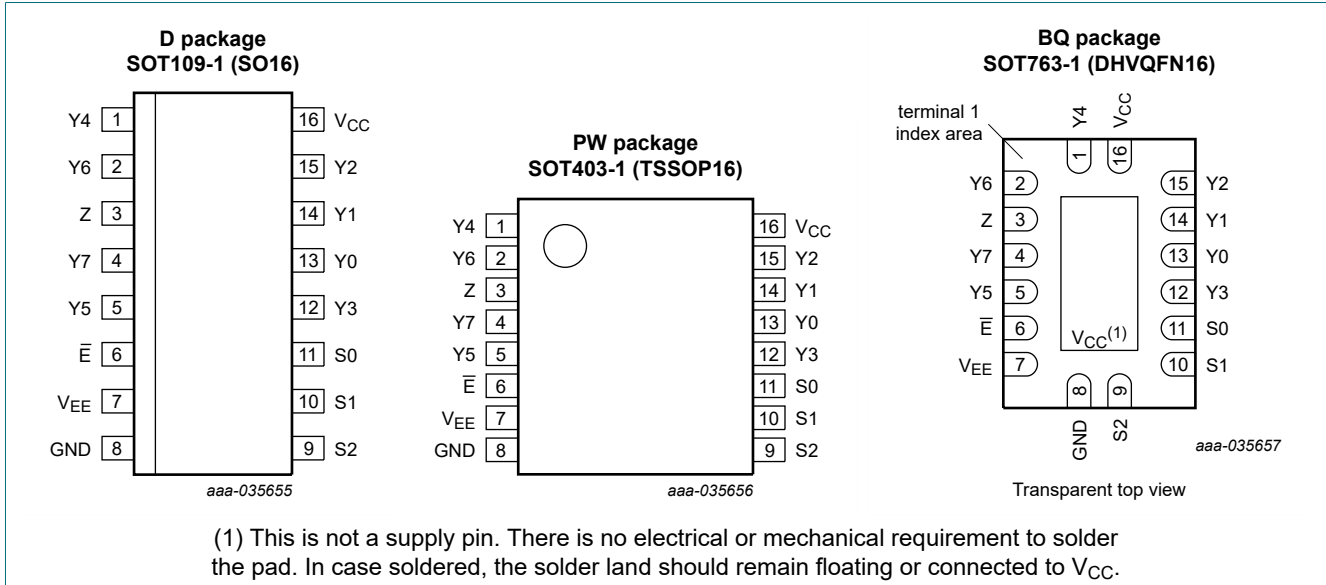 D package
SOT109-1 (SO16)
Y4 1 16 VCC
Y6 2 15 Y2
Z 3 14 Y1
Y7 4 13 Y0
Y5 5 12 Y3
E̅ 6 11 S0
VEE 7 10 S1
GND 8 9 S2
aaa-035655
PW package
SOT403-1 (TSSOP16)
Y4 1 16 VCC
Y6 2 15 Y2
Z 3 14 Y1
Y7 4 13 Y0
Y5 5 12 Y3
E̅ 6 11 S0
VEE 7 10 S1
GND 8 9 S2
aaa-035656
BQ package
SOT763-1 (DHVQFN16)
terminal 1
index area
Y4 VCC
1 16
Y6 2 15 Y2
Z 3 14 Y1
Y7 4 13 Y0
Y5 5 12 Y3
E̅ 6 11 S0
VCC(1)
VEE 7 10 S1
8 9
GND S2
aaa-035657
Transparent top view
(1) This is not a supply pin. There is no electrical or mechanical requirement to solder
the pad. In case soldered, the solder land should remain floating or connected to VCC.